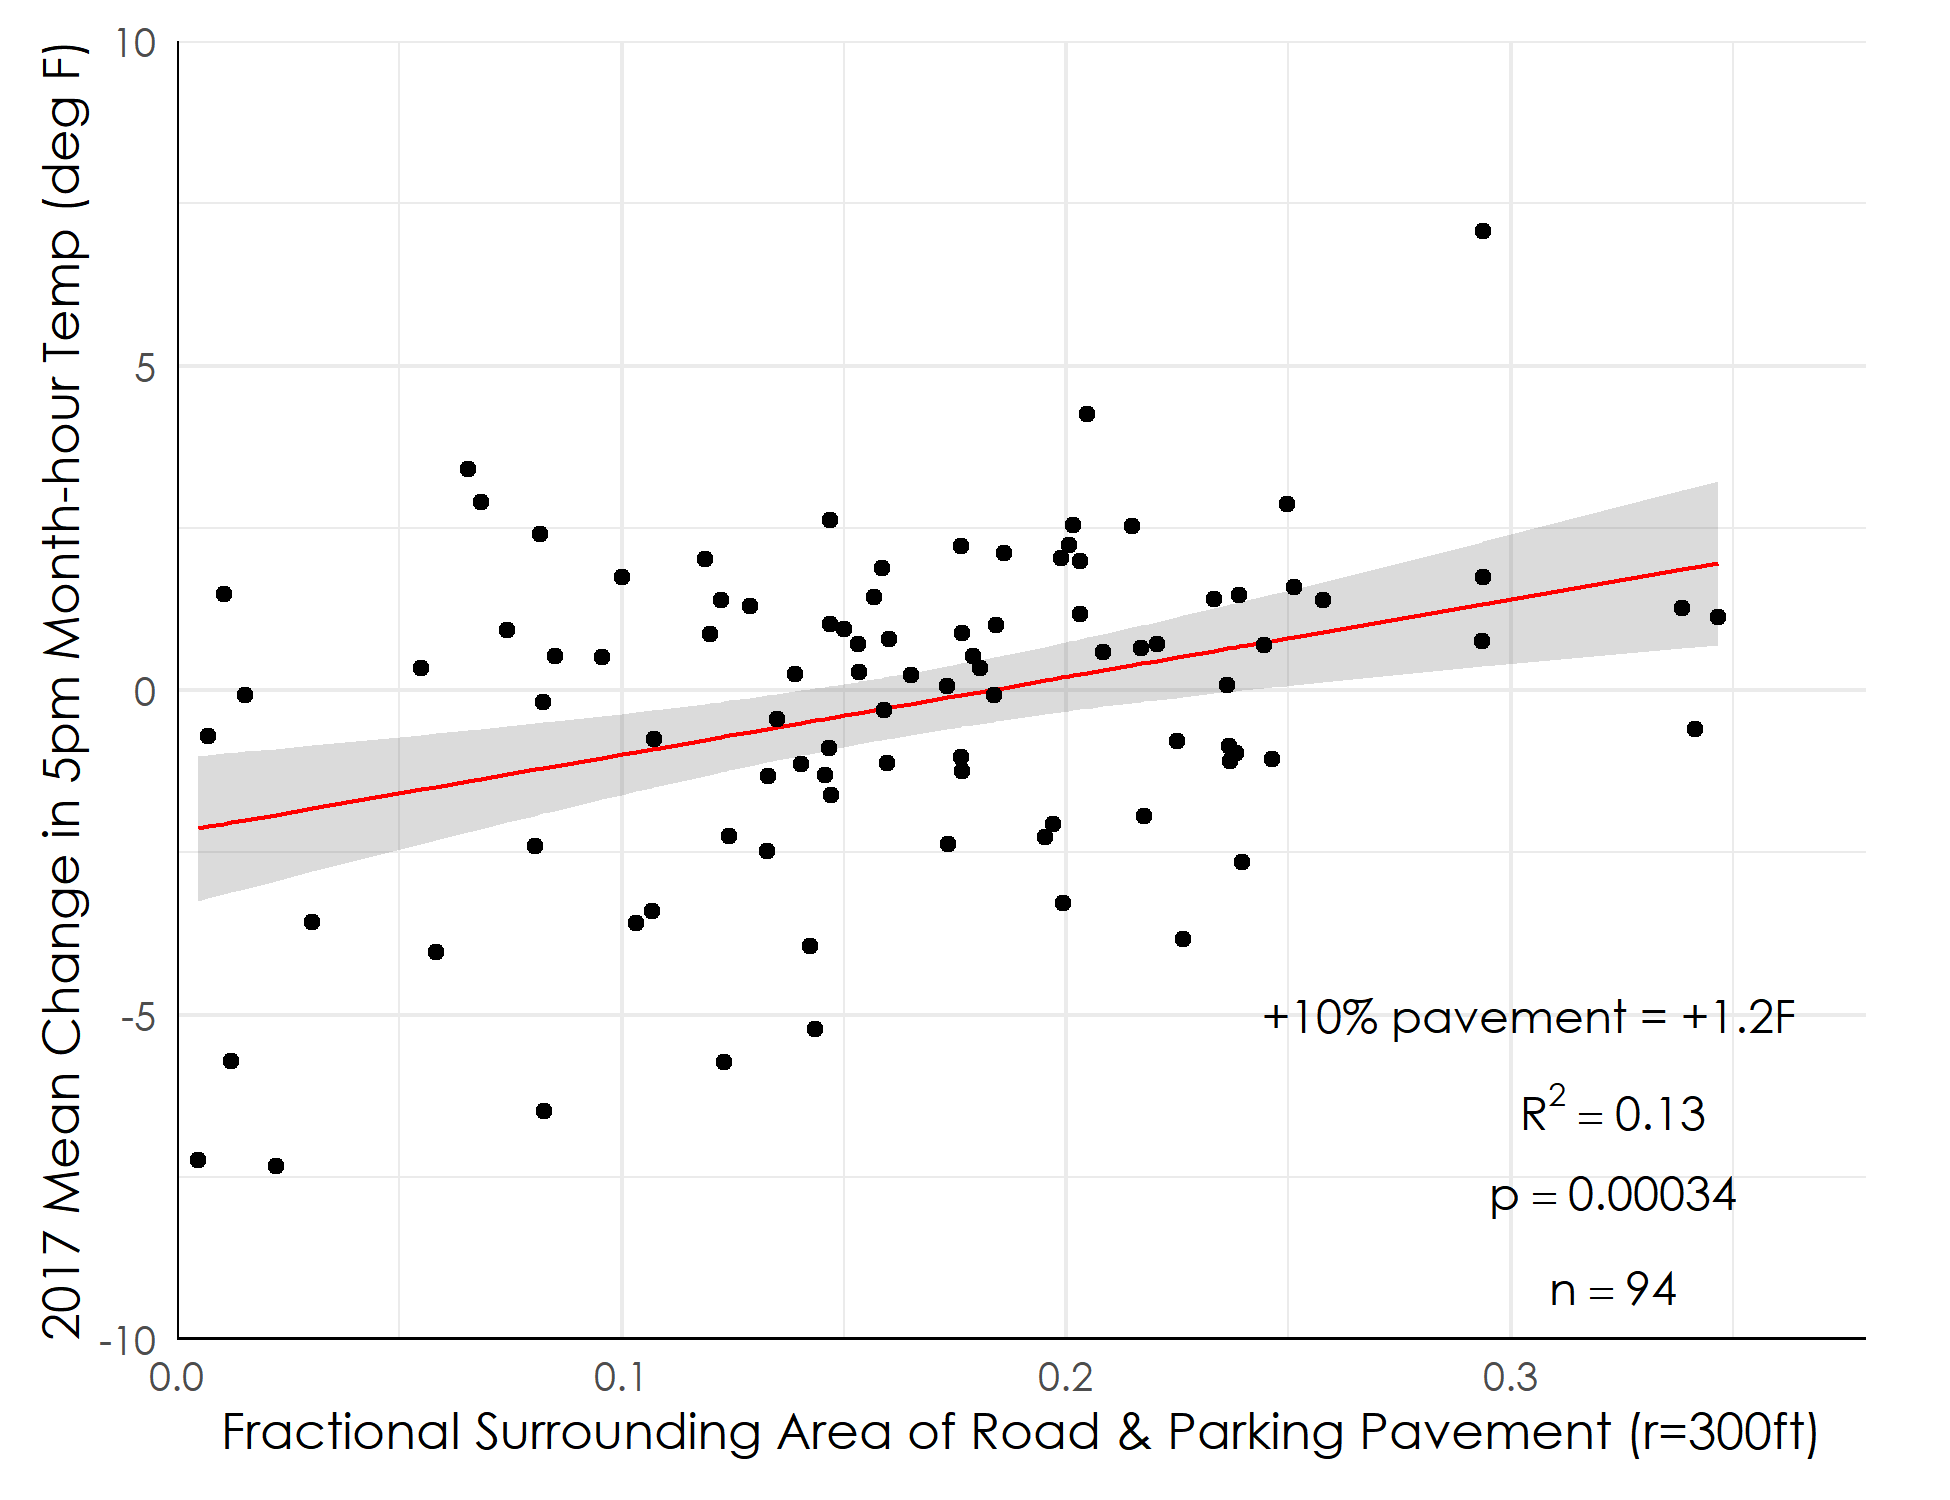 2017 Mean Change in 5pm Month-hour Temp (deg F)
10
5
0
-5
-10
+10% pavement = +1.2F
R² = 0.13
p = 0.00034
n = 94
0.0 0.1 0.2 0.3
Fractional Surrounding Area of Road & Parking Pavement (r=300ft)